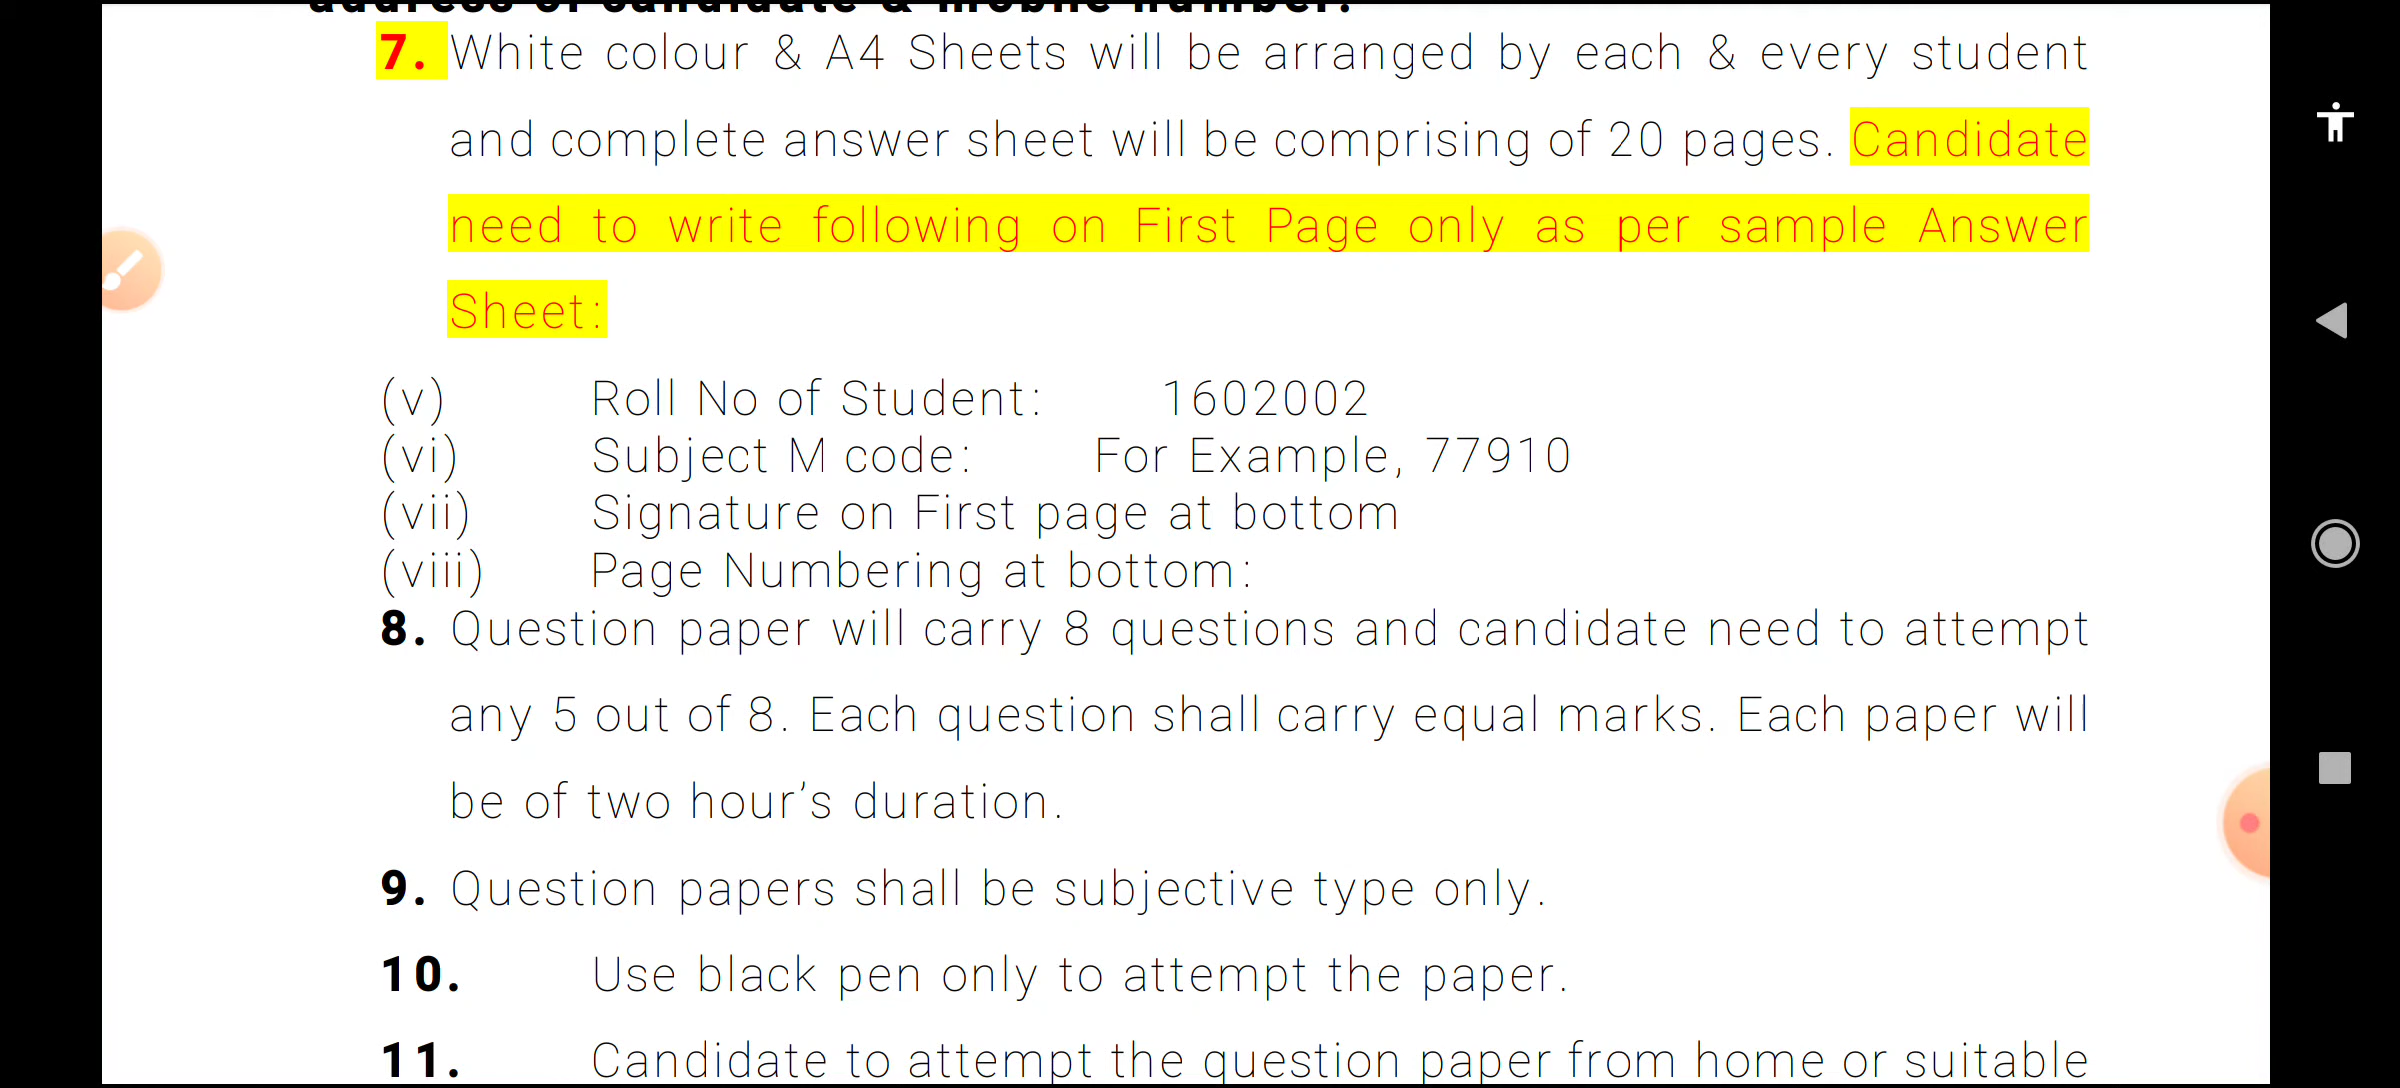 address of candidate & mobile number.
7. White colour & A4 Sheets will be arranged by each & every student
and complete answer sheet will be comprising of 20 pages. Candidate
need to write following on First Page only as per sample Answer
Sheet:
(v) Roll No of Student: 1602002
(vi) Subject M code: For Example, 77910
(vii) Signature on First page at bottom
(viii) Page Numbering at bottom:
8. Question paper will carry 8 questions and candidate need to attempt
any 5 out of 8. Each question shall carry equal marks. Each paper will
be of two hour’s duration.
9. Question papers shall be subjective type only.
10. Use black pen only to attempt the paper.
11. Candidate to attempt the question paper from home or suitable